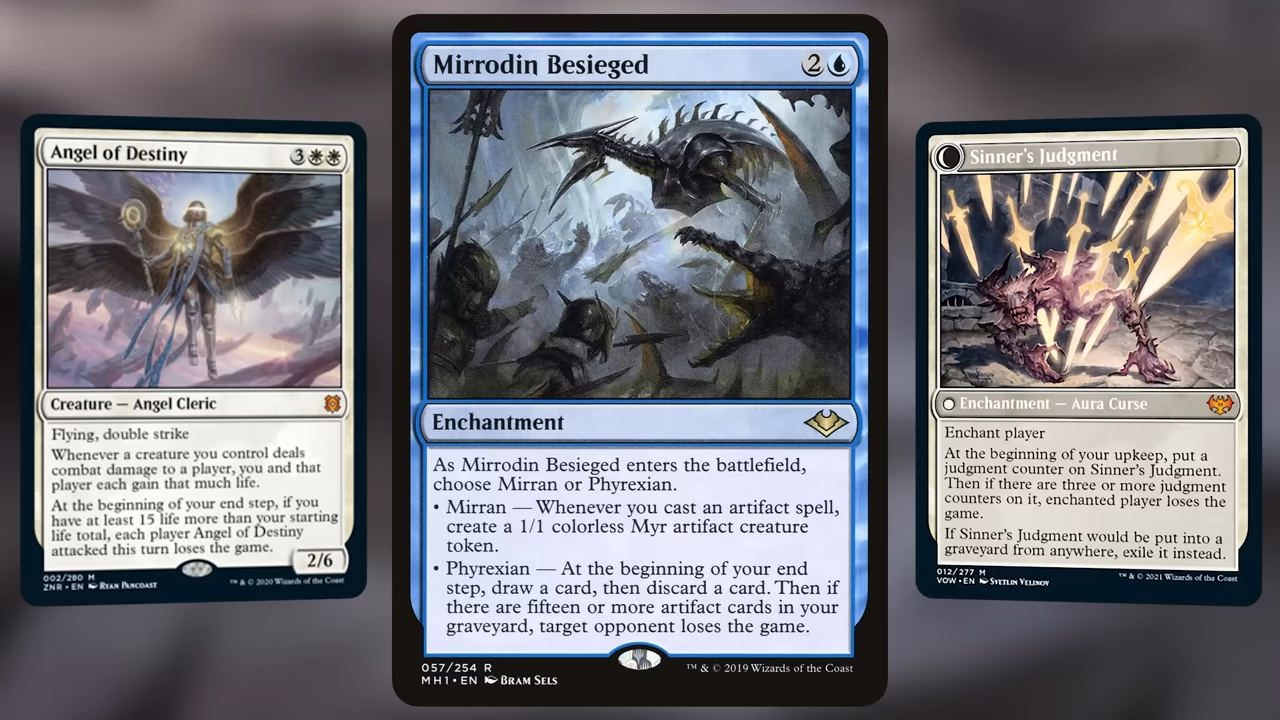 Angel of Destiny
3
Creature — Angel Cleric
Flying, double strike
Whenever a creature you control deals
combat damage to a player, you and that
player each gain that much life.
At the beginning of your end step, if you
have at least 15 life more than your starting
life total, each player Angel of Destiny
attacked this turn loses the game.
2/6
002/280 M
ZNR • EN RYAN PANCOAST
™ & © 2020 Wizards of the Coast
Mirrodin Besieged
2
Enchantment
As Mirrodin Besieged enters the battlefield,
choose Mirran or Phyrexian.
• Mirran — Whenever you cast an artifact spell,
create a 1/1 colorless Myr artifact creature
token.
• Phyrexian — At the beginning of your end
step, draw a card, then discard a card. Then if
there are fifteen or more artifact cards in your
graveyard, target opponent loses the game.
057/254 R
MH1 • EN BRAM SELS
™ & © 2019 Wizards of the Coast
Sinner's Judgment
Enchantment — Aura Curse
Enchant player
At the beginning of your upkeep, put a
judgment counter on Sinner's Judgment.
Then if there are three or more judgment
counters on it, enchanted player loses the
game.
If Sinner's Judgment would be put into a
graveyard from anywhere, exile it instead.
012/277 M
VOW • EN SVETLIN VELINOV
™ & © 2021 Wizards of the Coast